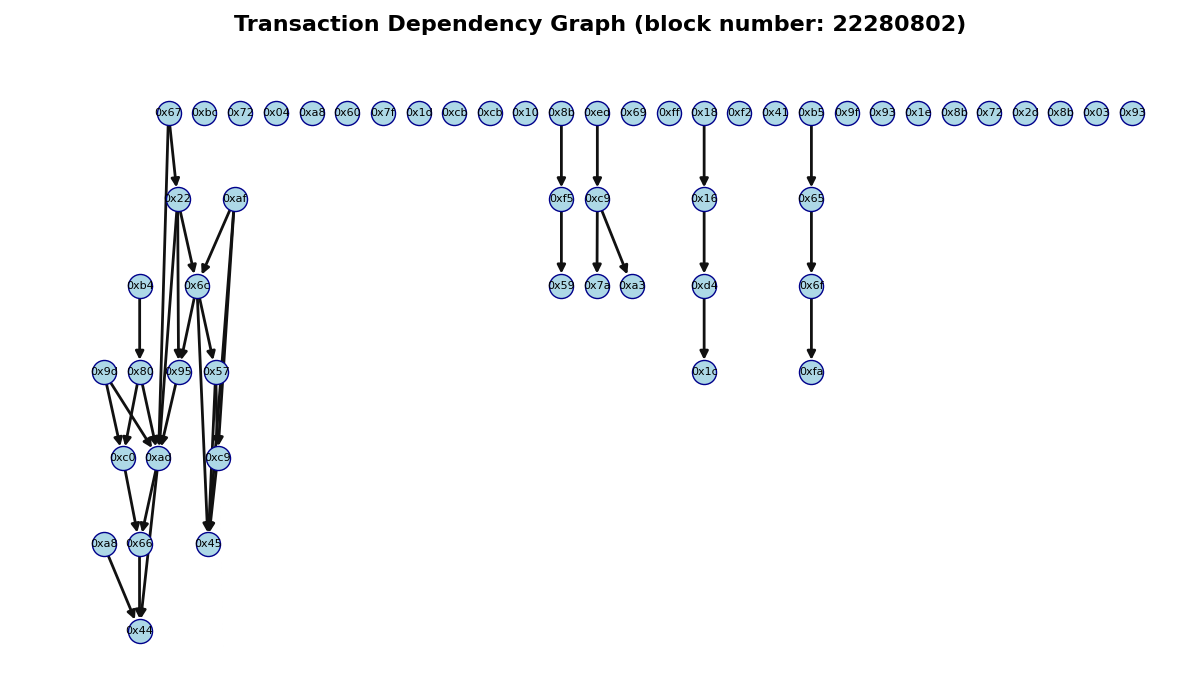 Transaction Dependency Graph (block number: 22280802)
0x67 0xbc 0x72 0x04 0xa8 0x60 0x7f 0x1c 0xcb 0xcb 0x10 0x8b 0xed 0x69 0xff 0x18 0xf2 0x41 0xb5 0x9f 0x93 0x1e 0x8b 0x72 0x2d 0x8b 0x03 0x93
0x22 0xaf 0xf5 0xc9 0x16 0x65
0xb4 0x6c 0x59 0x7a 0xa3 0xd4 0x6f
0x9d 0x80 0x95 0x57 0x1c 0xfa
0xc0 0xad 0xc9
0xa8 0x66 0x45
0x44